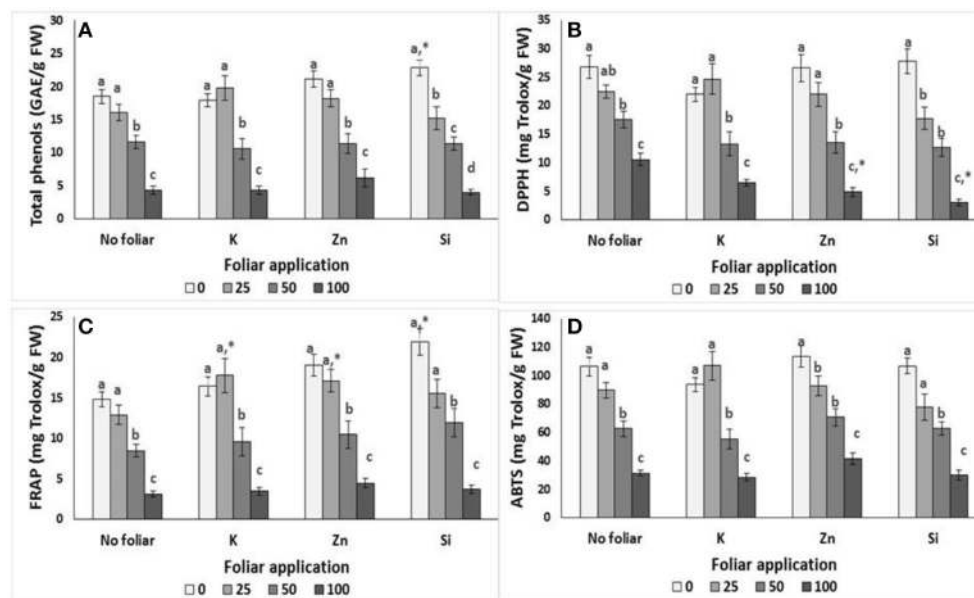 A
Total phenols (GAE/g FW)
30
25
20
15
10
5
0
a
a
b
c
a
a
b
c
a
a
b
c
a,*
b
c
d
No foliar K Zn Si
Foliar application
0 25 50 100
B
DPPH (mg Trolox/g FW)
35
30
25
20
15
10
5
0
a
ab
b
c
a
a
b
c
a
a
b
c,*
a
b
b
c,*
No foliar K Zn Si
Foliar application
0 25 50 100
C
FRAP (mg Trolox/g FW)
25
20
15
10
5
0
a
a
b
c
a
a,*
b
c
a
a,*
b
c
a,*
a
b
c
No foliar K Zn Si
Foliar application
0 25 50 100
D
ABTS (mg Trolox/g FW)
140
120
100
80
60
40
20
0
a
a
b
c
a
a
b
c
a
b
b
c
a
a
b
c
No foliar K Zn Si
Foliar application
0 25 50 100